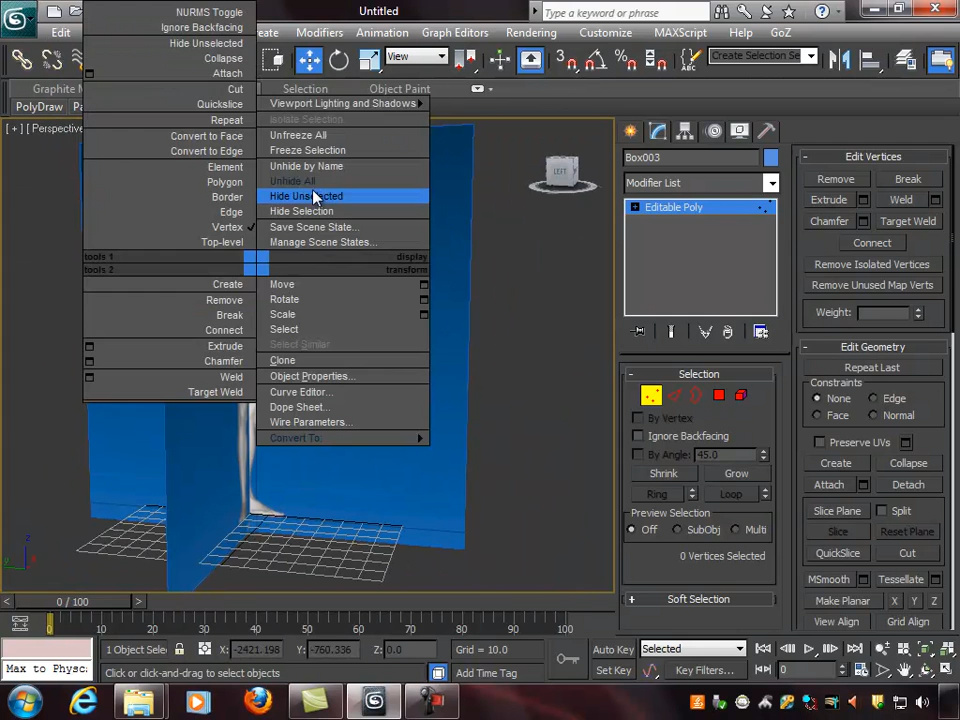 Untitled
Type a keyword or phrase
Edit
Create
Modifiers
Animation
Graph Editors
Rendering
Customize
MAXScript
Help
GoZ
View
Create Selection Se
Graphite M
Selection
Object Paint
PolyDraw
Pa
[ + ] [ Perspective
NURMS Toggle
Ignore Backfacing
Hide Unselected
Collapse
Attach
Cut
Quickslice
Repeat
Convert to Face
Convert to Edge
Element
Polygon
Border
Edge
Vertex
Top-level
tools 1
tools 2
Create
Remove
Break
Connect
Extrude
Chamfer
Weld
Target Weld
Viewport Lighting and Shadows
Isolate Selection
Unfreeze All
Freeze Selection
Unhide by Name
Unhide All
Hide Unselected
Hide Selection
Save Scene State...
Manage Scene States...
display
transform
Move
Rotate
Scale
Select
Select Similar
Clone
Object Properties...
Curve Editor...
Dope Sheet...
Wire Parameters...
Convert To:
LEFT
Box003
Modifier List
Editable Poly
Selection
By Vertex
Ignore Backfacing
By Angle: 45.0
Shrink
Grow
Ring
Loop
Preview Selection
Off
SubObj
Multi
0 Vertices Selected
Soft Selection
Edit Vertices
Remove
Break
Extrude
Weld
Chamfer
Target Weld
Connect
Remove Isolated Vertices
Remove Unused Map Verts
Weight:
Edit Geometry
Repeat Last
Constraints
None
Edge
Face
Normal
Preserve UVs
Create
Collapse
Attach
Detach
Slice Plane
Split
Slice
Reset Plane
QuickSlice
Cut
MSmooth
Tessellate
Make Planar
X
Y
Z
View Align
Grid Align
0 / 100
0 10 20 30 40 50 60 70 80 90 100
1 Object Selec
X: -2421.198
Y: -760.336
Z: 0.0
Grid = 10.0
Auto Key
Selected
Max to Physc
Click or click-and-drag to select objects
Add Time Tag
Set Key
Key Filters...
0